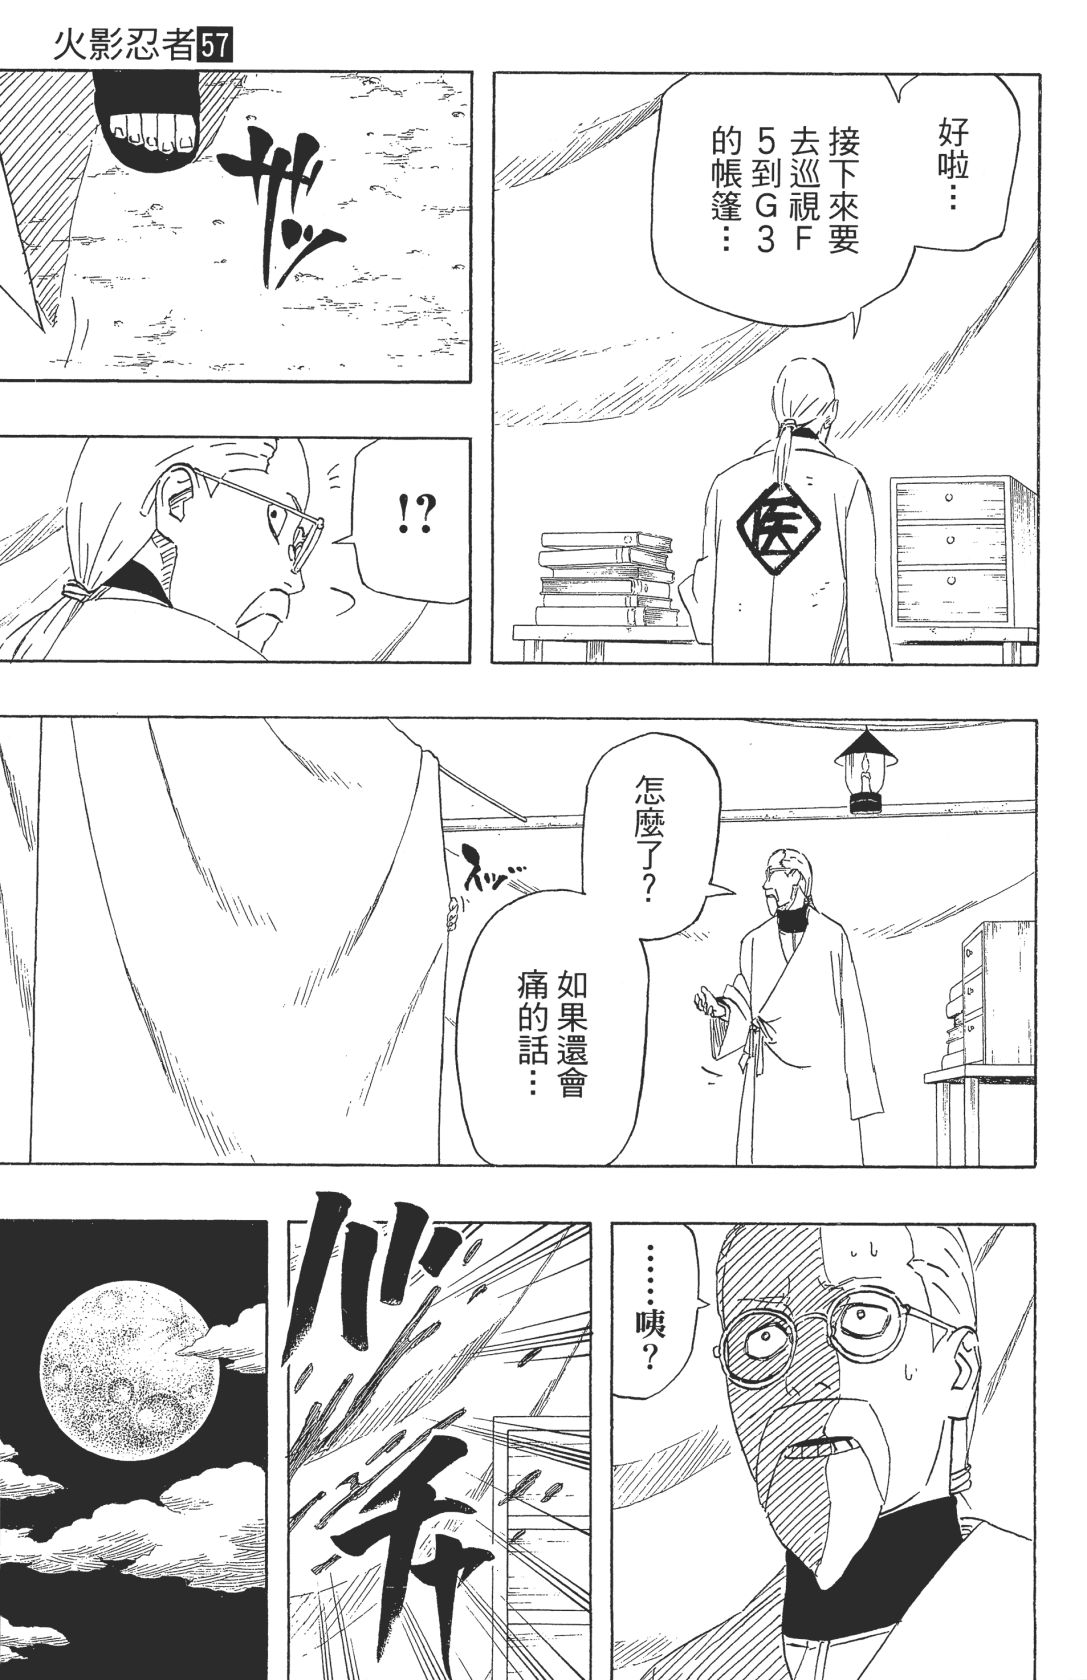 火影忍者57
好啦…
接下來要
去巡視F
5到G3
的帳篷…
医
ザッ
!?
怎麼了?
如果還會
痛的話…
ネッ゛
……咦?
バ
チャ